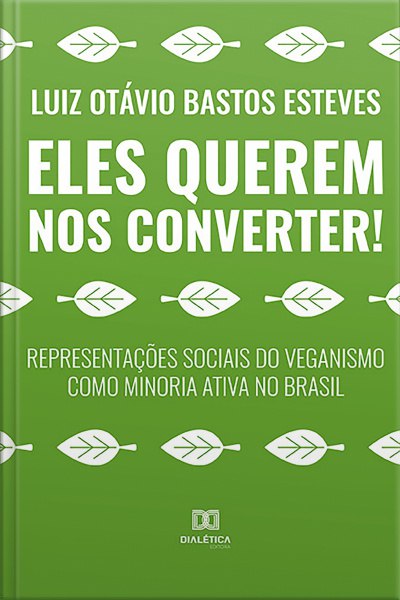 LUIZ OTÁVIO BASTOS ESTEVES
ELES QUEREM
NOS CONVERTER!
REPRESENTAÇÕES SOCIAIS DO VEGANISMO
COMO MINORIA ATIVA NO BRASIL
DIALÉTICA
EDITORA